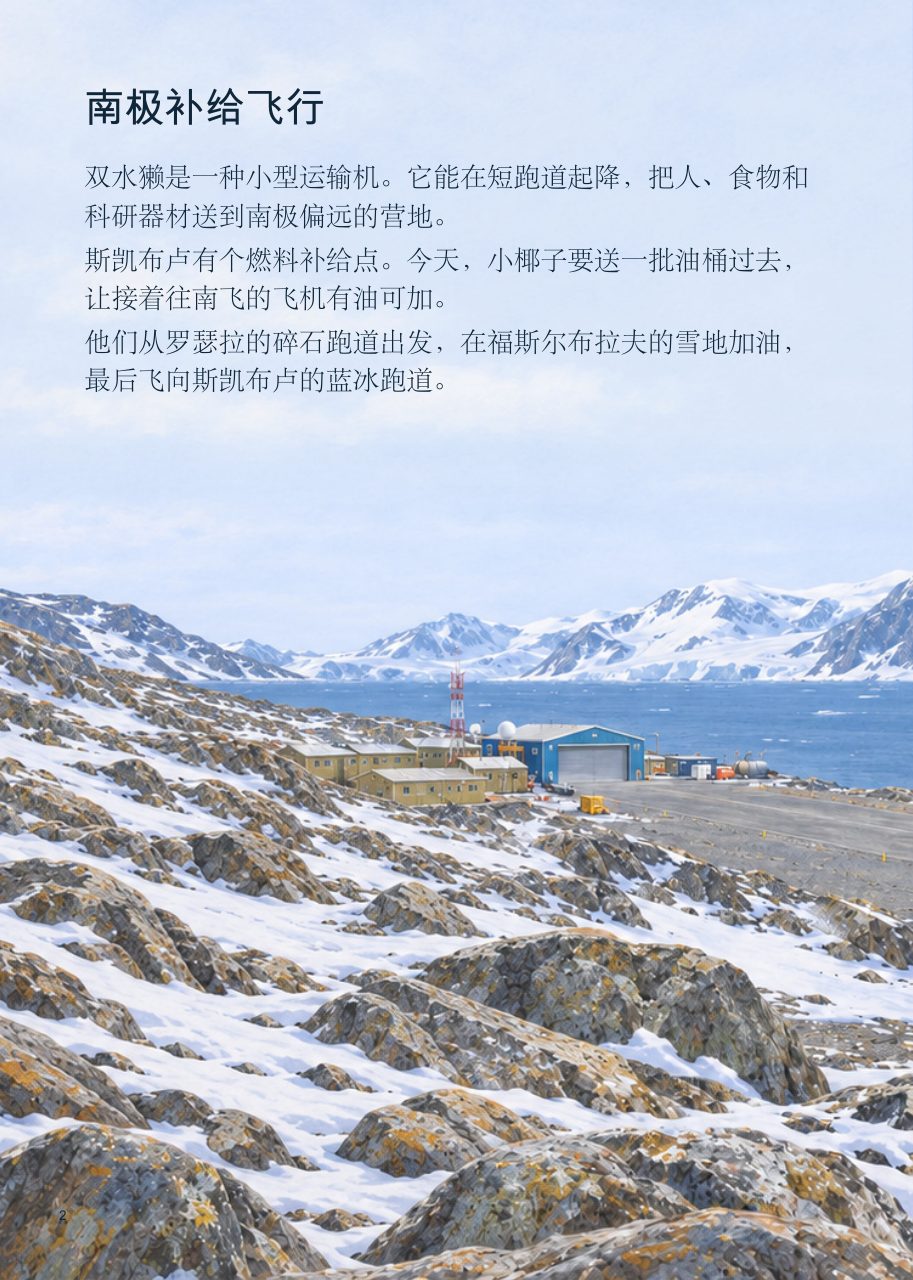 南极补给飞行
双水獭是一种小型运输机。它能在短跑道起降，把人、食物和
科研器材送到南极偏远的营地。
斯凯布卢有个燃料补给点。今天，小椰子要送一批油桶过去，
让接着往南飞的飞机有油可加。
他们从罗瑟拉的碎石跑道出发，在福斯尔布拉夫的雪地加油，
最后飞向斯凯布卢的蓝冰跑道。
2